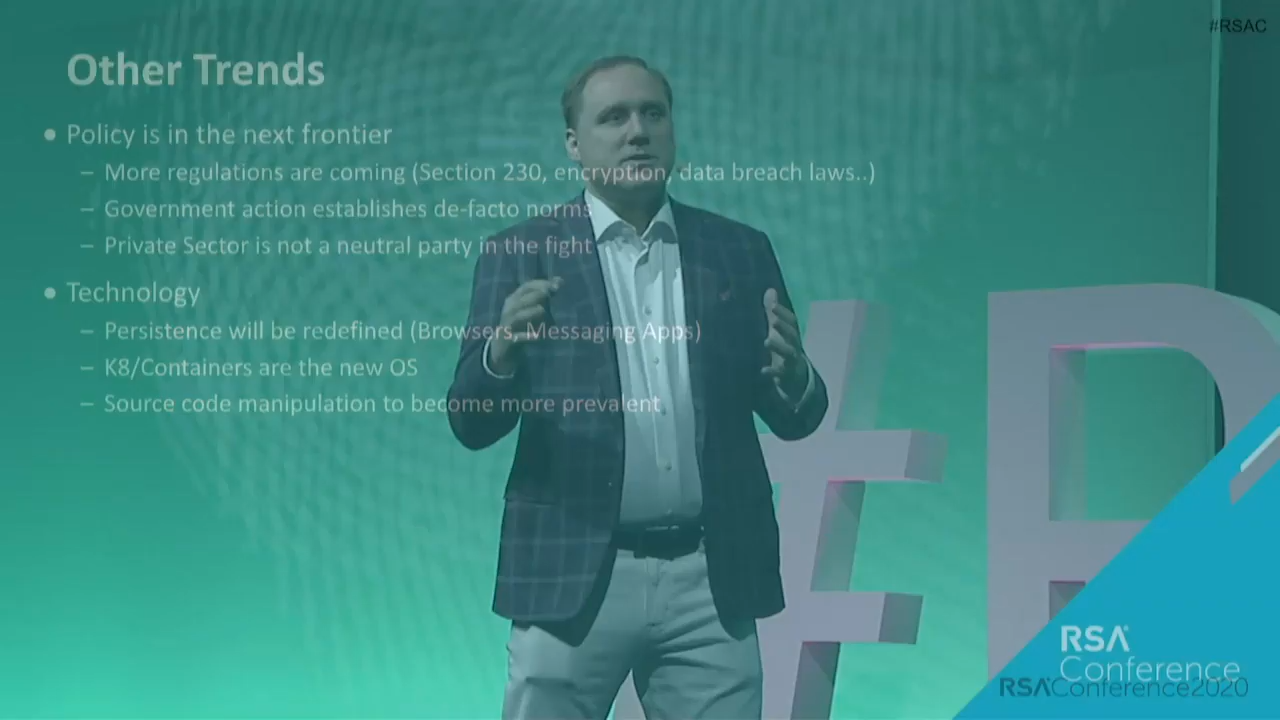 #RSAC
Other Trends
• Policy is in the next frontier
– More regulations are coming (Section 230, encryption, data breach laws..)
– Government action establishes de-facto norms
– Private Sector is not a neutral party in the fight
• Technology
– Persistence will be redefined (Browsers, Messaging Apps)
– K8/Containers are the new OS
– Source code manipulation to become more prevalent
#R
RSA
Conference
RSAConference2020